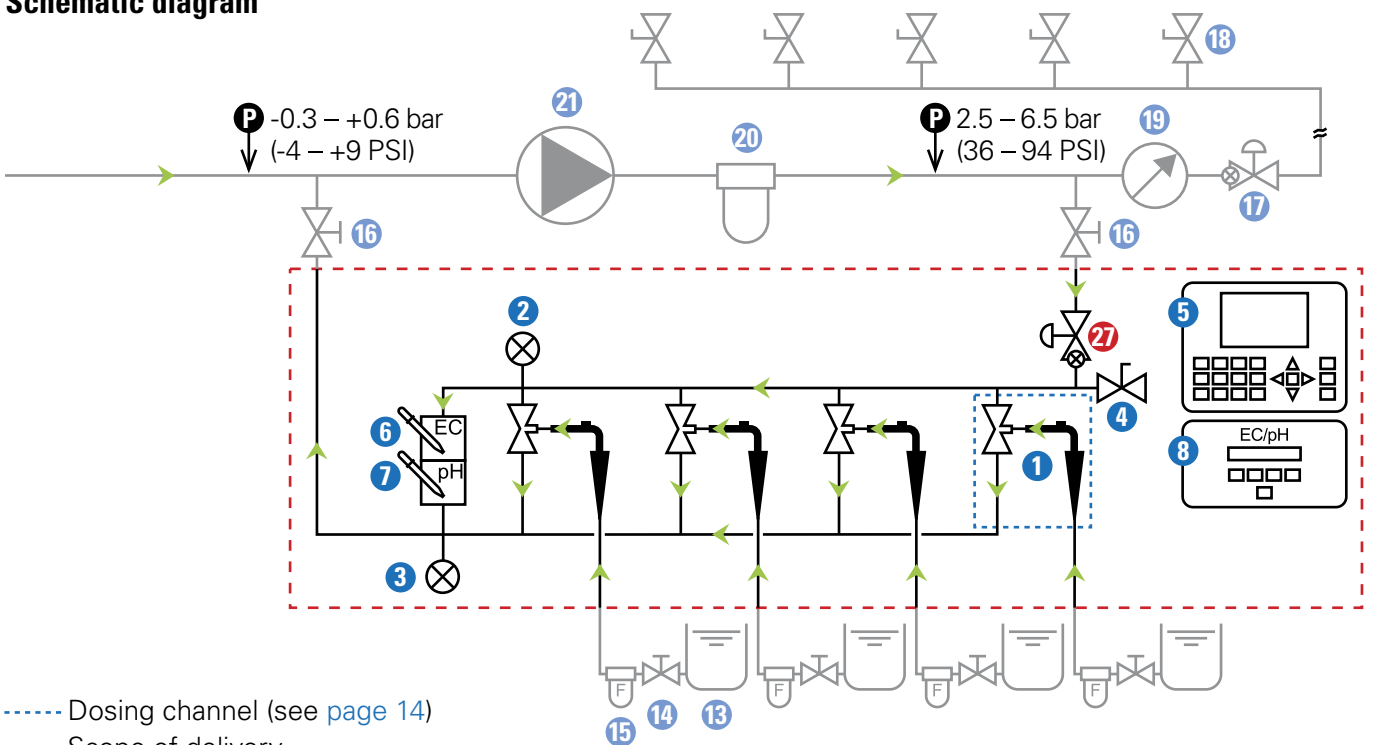 Schematic diagram
18
21
P -0.3 – +0.6 bar
(-4 – +9 PSI)
20
P 2.5 – 6.5 bar
(36 – 94 PSI)
19
17
16
16
2
27
5
4
6 EC
7 pH
1
EC/pH
8
3
F
F
F
F
15
14
13
Dosing channel (see page 14)
Scope of delivery